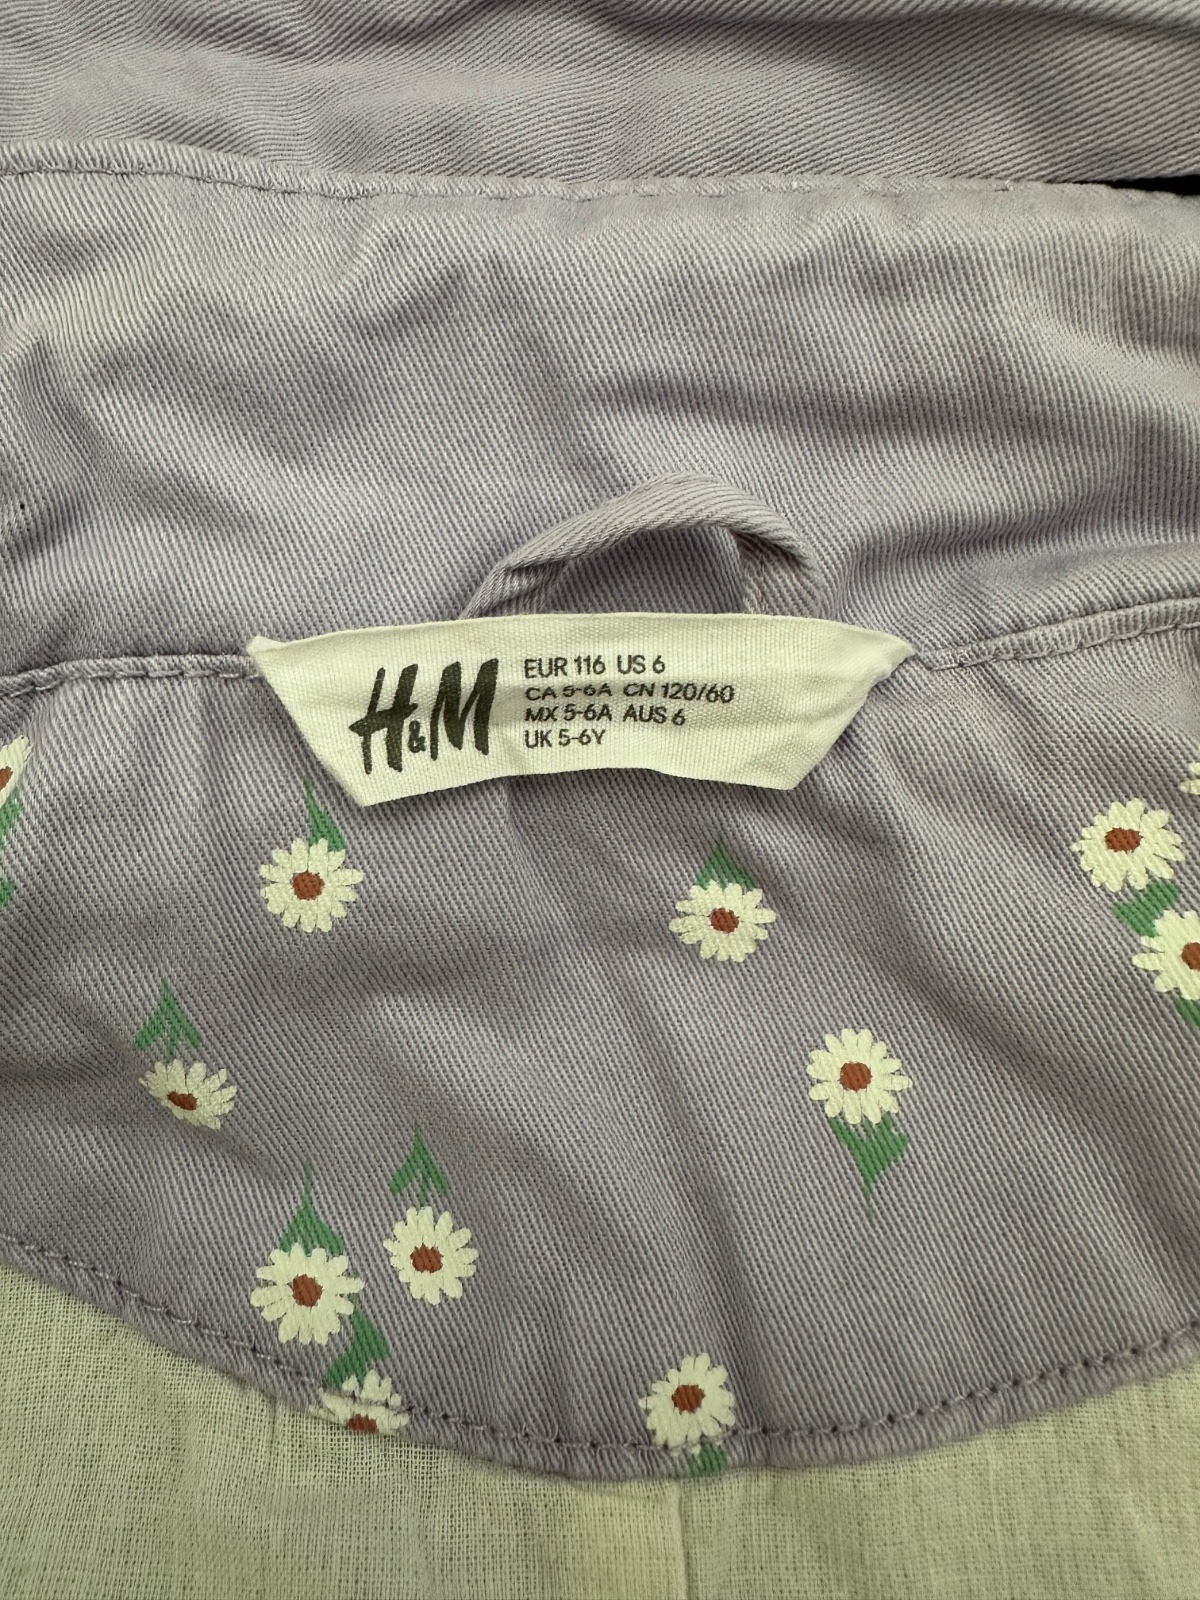 H&M
EUR 116 US 6
CA 5-6A CN 120/60
MX 5-6A AUS 6
UK 5-6Y